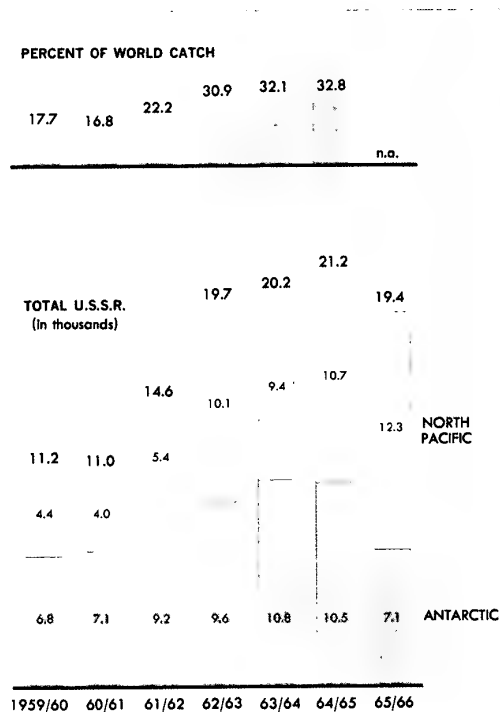 PERCENT OF WORLD CATCH
17.7 16.8 22.2 30.9 32.1 32.8 n.a.
TOTAL U.S.S.R.
(in thousands)
11.2 11.0 14.6 19.7 20.2 21.2 19.4
4.4 4.0 5.4 10.1 9.4 10.7 12.3 NORTH
PACIFIC
6.8 7.1 9.2 9.6 10.8 10.5 7.1 ANTARCTIC
1959/60 60/61 61/62 62/63 63/64 64/65 65/66